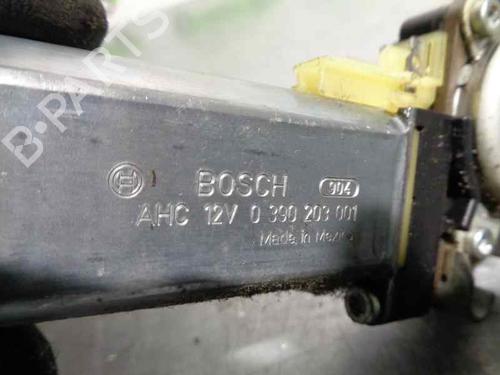 BOSCH 904
AHC 12V 0 390 203 001
Made in Mexico
B-PARTS